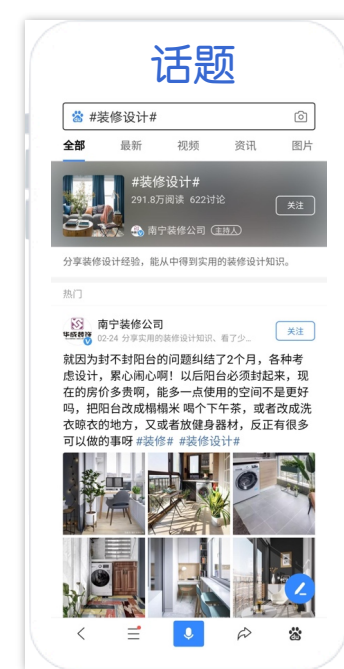 话题
#装修设计#
全部 最新 视频 资讯 图片
#装修设计#
291.8万阅读 622讨论
关注
南宁装修公司 主持人
分享装修设计经验，能从中得到实用的装修设计知识。
热门
华成装饰
南宁装修公司
02-24 分享实用的装修设计知识、看了少...
关注
就因为封不封阳台的问题纠结了2个月，各种考
虑设计，累心闹心啊！以后阳台必须封起来，现
在的房价多贵啊，能多一点使用的空间不是更好
吗，把阳台改成榻榻米 喝个下午茶，或者改成洗
衣晾衣的地方，又或者放健身器材，反正有很多
可以做的事呀 #装修# #装修设计#